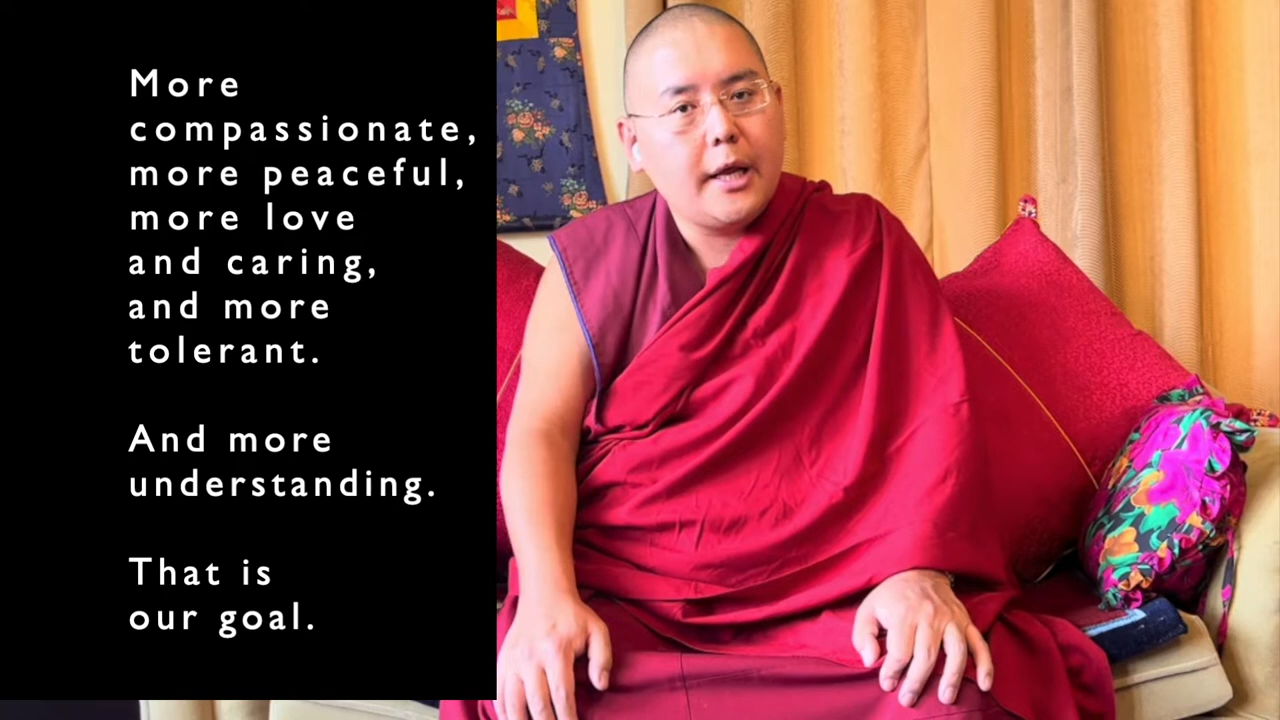 More
compassionate,
more peaceful,
more love
and caring,
and more
tolerant.
And more
understanding.
That is
our goal.